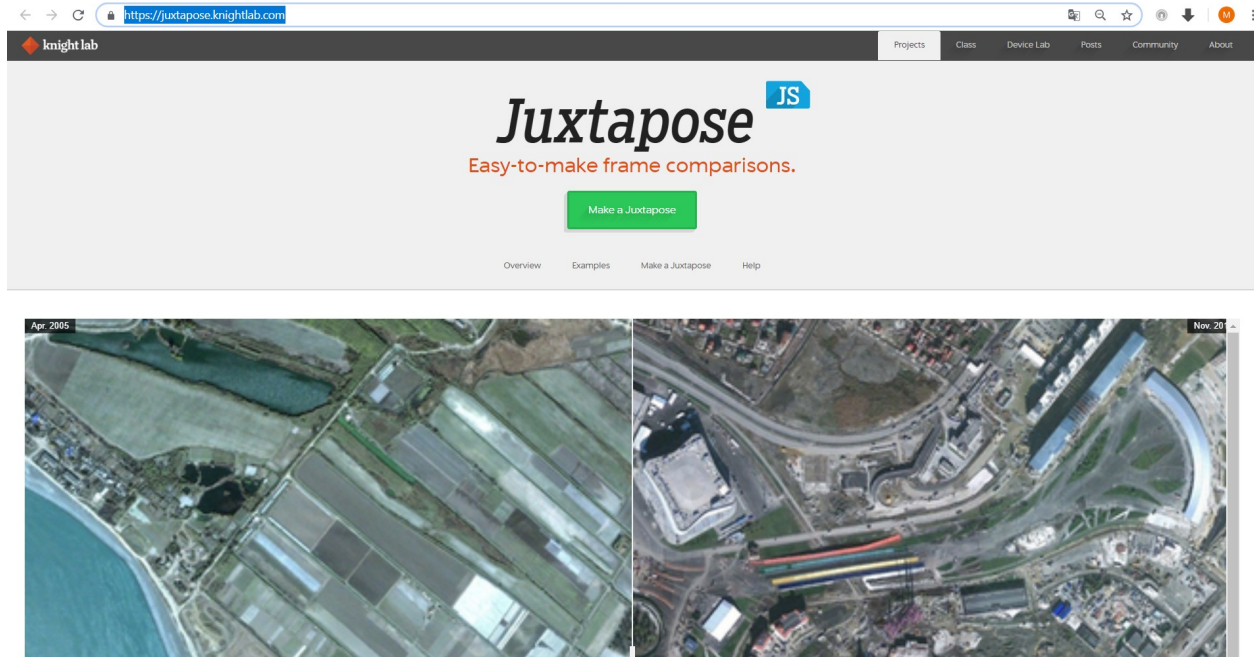 https://juxtapose.knightlab.com
M
knight lab
Projects Class Device Lab Posts Community About
Juxtapose JS
Easy-to-make frame comparisons.
Make a Juxtapose
Overview Examples Make a Juxtapose Help
Apr. 2005 Nov.